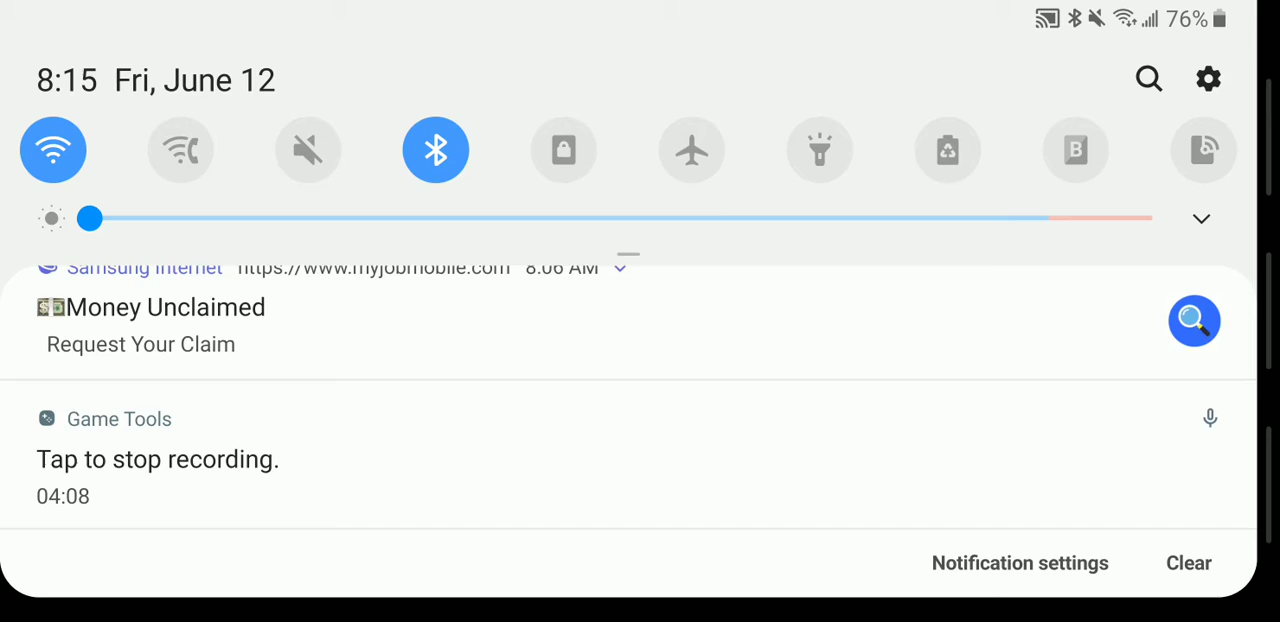 76%
8:15 Fri, June 12
B
Samsung Internet https://www.myjobmobile.com 8:06 AM
💵Money Unclaimed
Request Your Claim
Game Tools
Tap to stop recording.
04:08
Notification settings Clear